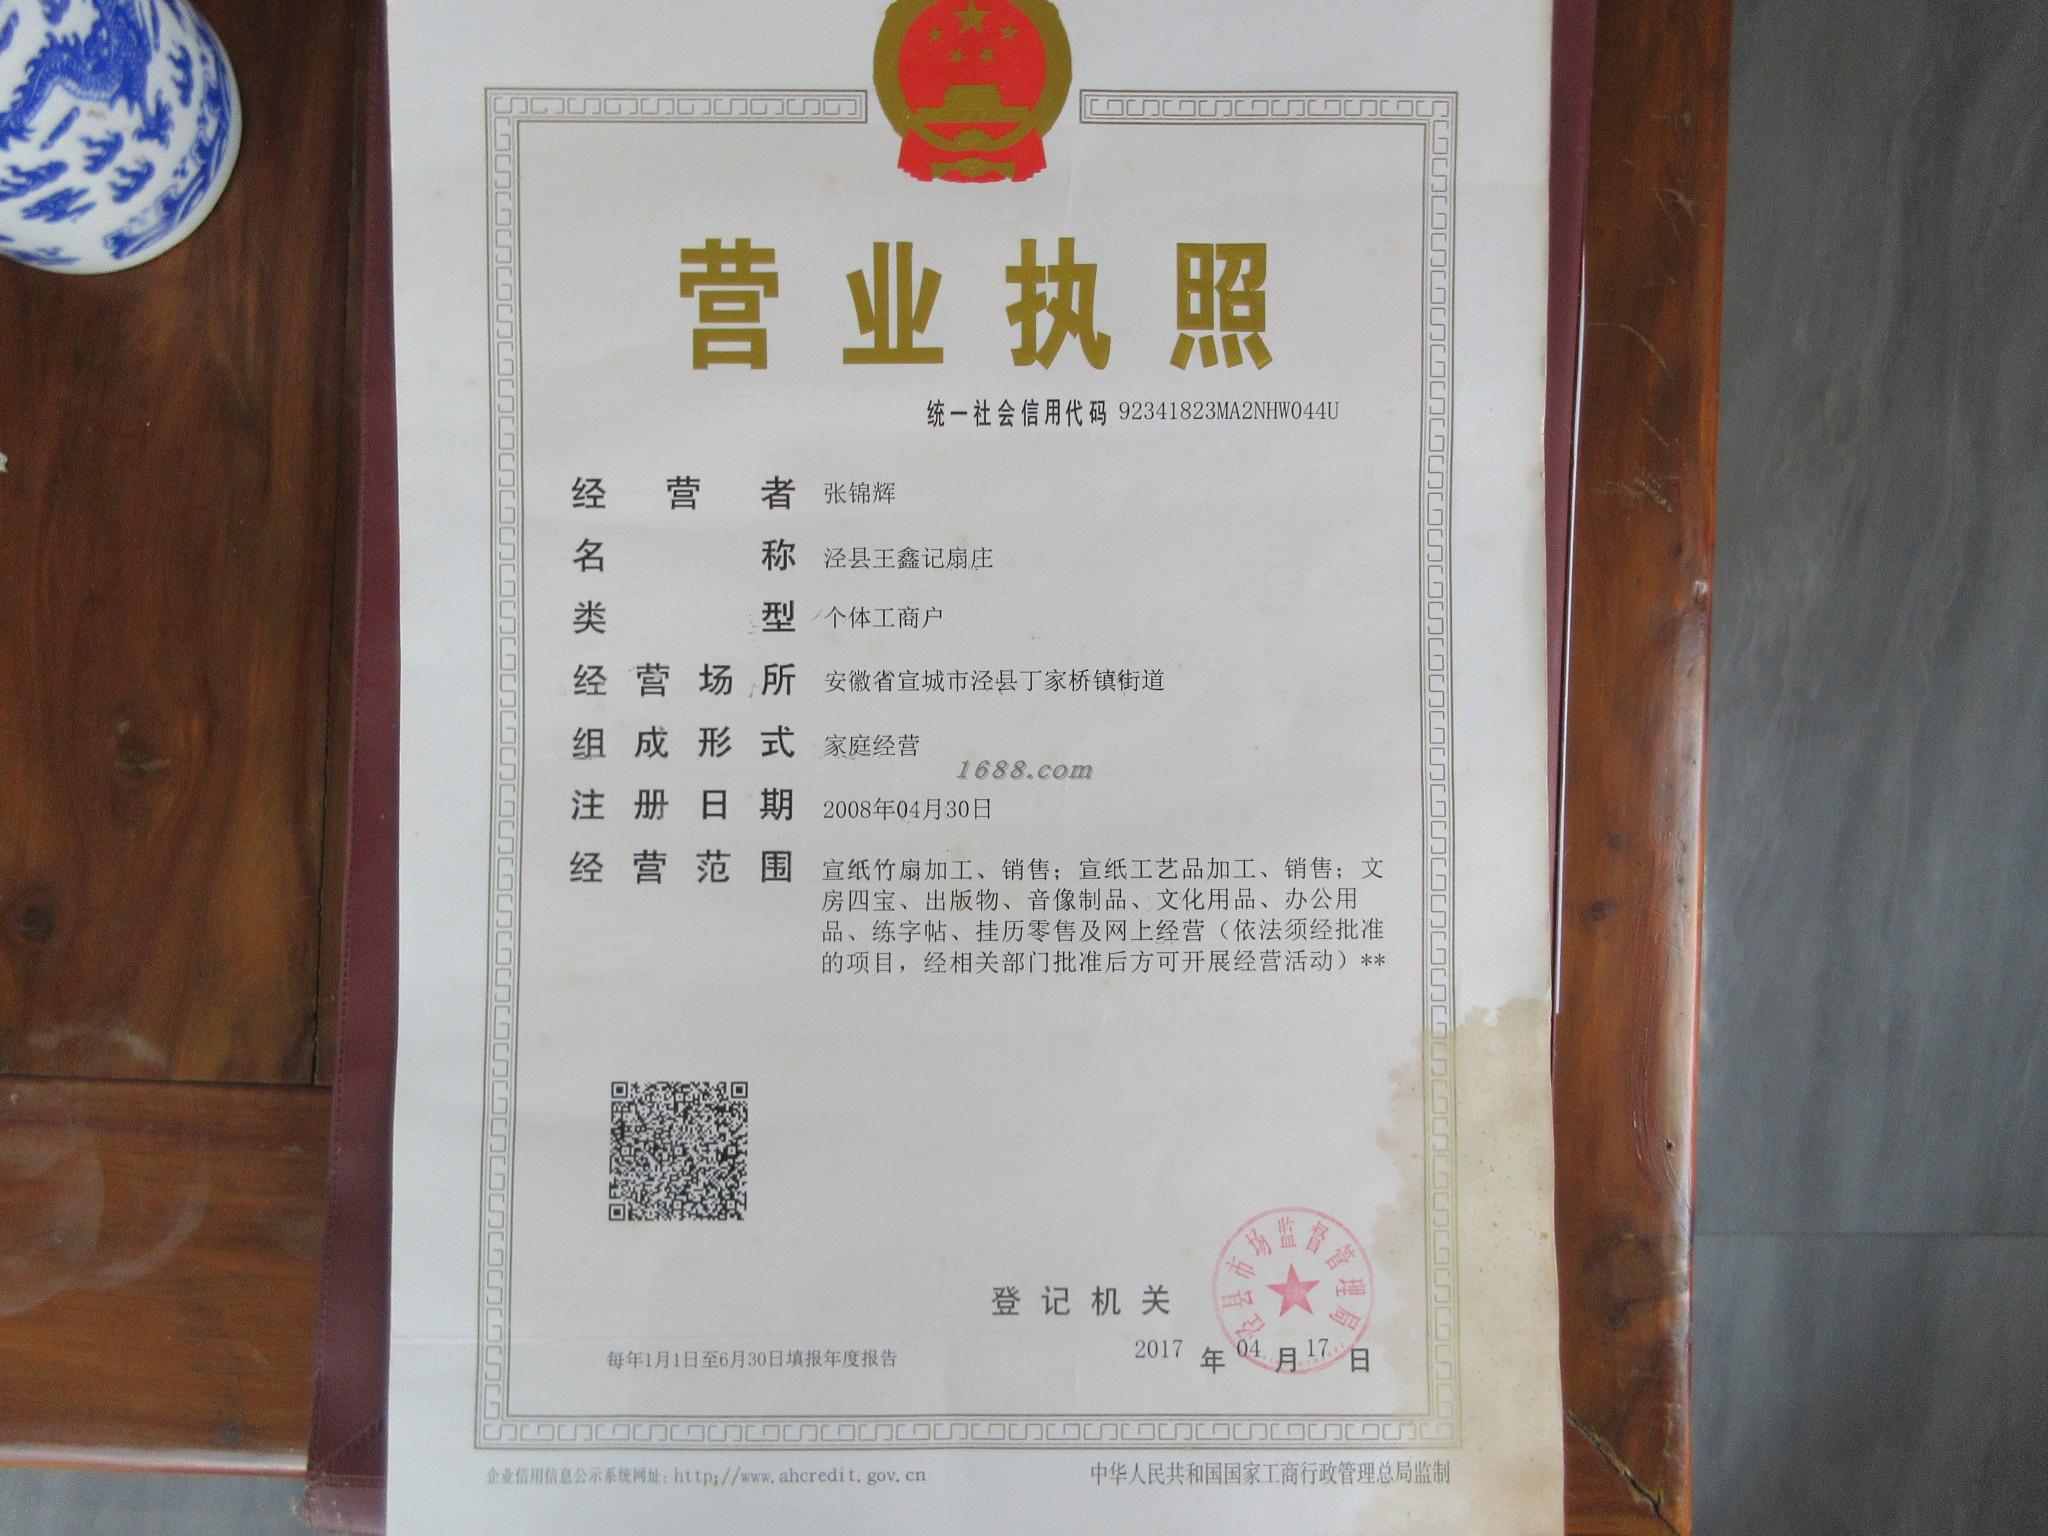 营业执照
统一社会信用代码 92341823MA2NHW044U
经营者 张锦辉
名称 泾县王鑫记扇庄
类型 个体工商户
经营场所 安徽省宣城市泾县丁家桥镇街道
组成形式 家庭经营
1688.com
注册日期 2008年04月30日
经营范围 宣纸竹扇加工、销售；宣纸工艺品加工、销售；文
房四宝、出版物、音像制品、文化用品、办公用
品、练字帖、挂历零售及网上经营（依法须经批准
的项目，经相关部门批准后方可开展经营活动）**
泾县市场监督管理局
登记机关
2017年04月17日
每年1月1日至6月30日填报年度报告
企业信用信息公示系统网址：http://www.ahcredit.gov.cn
中华人民共和国国家工商行政管理总局监制